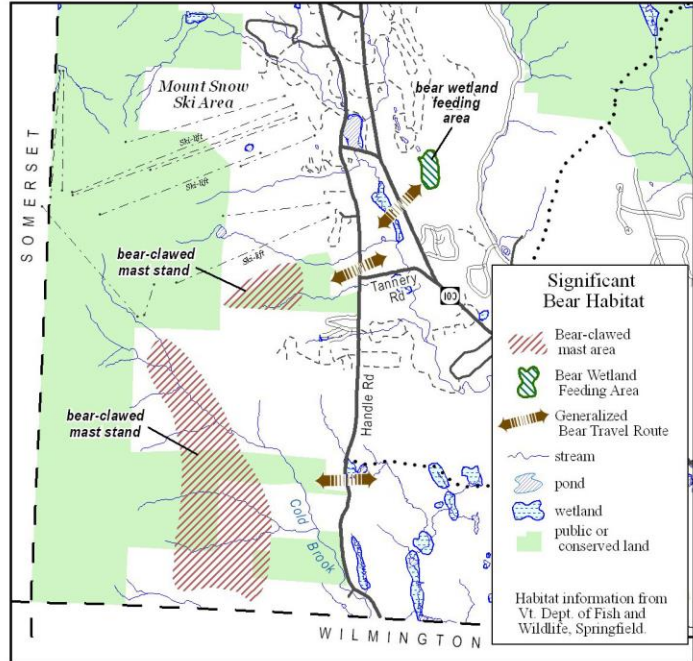 Mount Snow
Ski Area
bear wetland
feeding
area
Ski-lift
Ski-lift
Ski-lift
SOMERSET
bear-clawed
mast stand
Tannery
Rd
100
Handle Rd
bear-clawed
mast stand
Cold
Brook
WILMINGTON
Significant
Bear Habitat
Bear-clawed
mast area
Bear Wetland
Feeding Area
Generalized
Bear Travel Route
stream
pond
wetland
public or
conserved land
Habitat information from
Vt. Dept. of Fish and
Wildlife, Springfield.